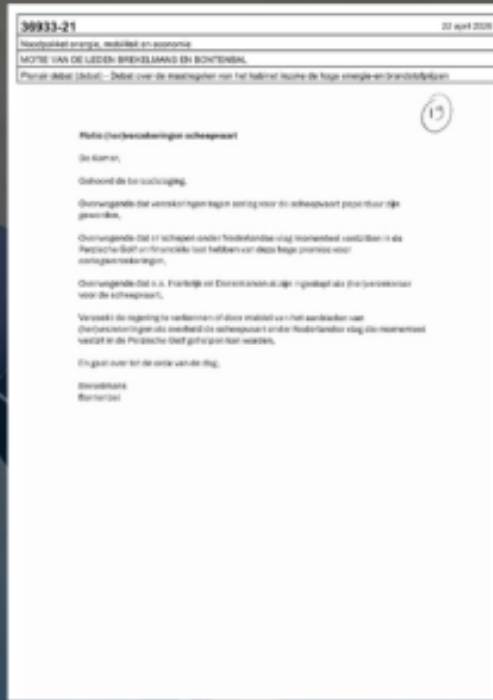 36933-21
22 april 2026
Noodpakket energie, mobiliteit en economie
MOTIE VAN DE LEDEN BREKELMANS EN BONTENBAL
Plenair debat (debat) - Debat over de maatregelen van het kabinet inzake de hoge energie-en brandstofprijzen
Motie (her)verzekeringen scheepvaart
De Kamer,
Gehoord de beraadslaging,
Overwegende dat verzekeringen tegen oorlog voor de scheepvaart peperduur zijn
geworden,
Overwegende dat er schepen onder Nederlandse vlag momenteel vastzitten in de
Perzische Golf en financiële last hebben van deze hoge premies voor
oorlogsverzekeringen,
Overwegende dat o.a. Frankrijk en Denemarken al zijn ingestapt als (her)verzekeraar
voor de scheepvaart,
Verzoekt de regering te verkennen of door middel van het aanbieden van
(her)verzekeringen als overheid de scheepvaart onder Nederlandse vlag die momenteel
vastzit in de Perzische Golf geholpen kan worden,
En gaat over tot de orde van de dag,
Brekelmans
Bontenbal